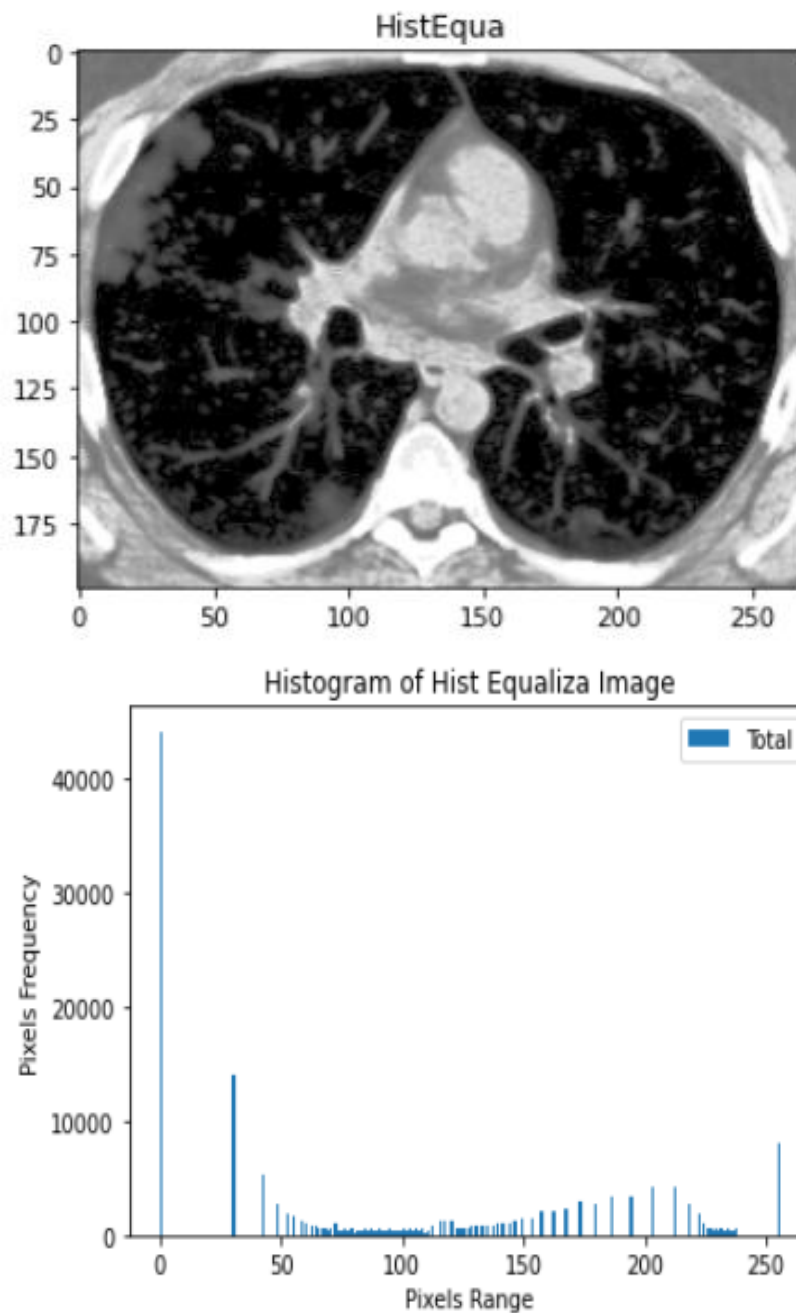 HistEqua
0
25
50
75
100
125
150
175
0 50 100 150 200 250
Histogram of Hist Equaliza Image
Total
40000
30000
20000
10000
0
Pixels Frequency
0 50 100 150 200 250
Pixels Range